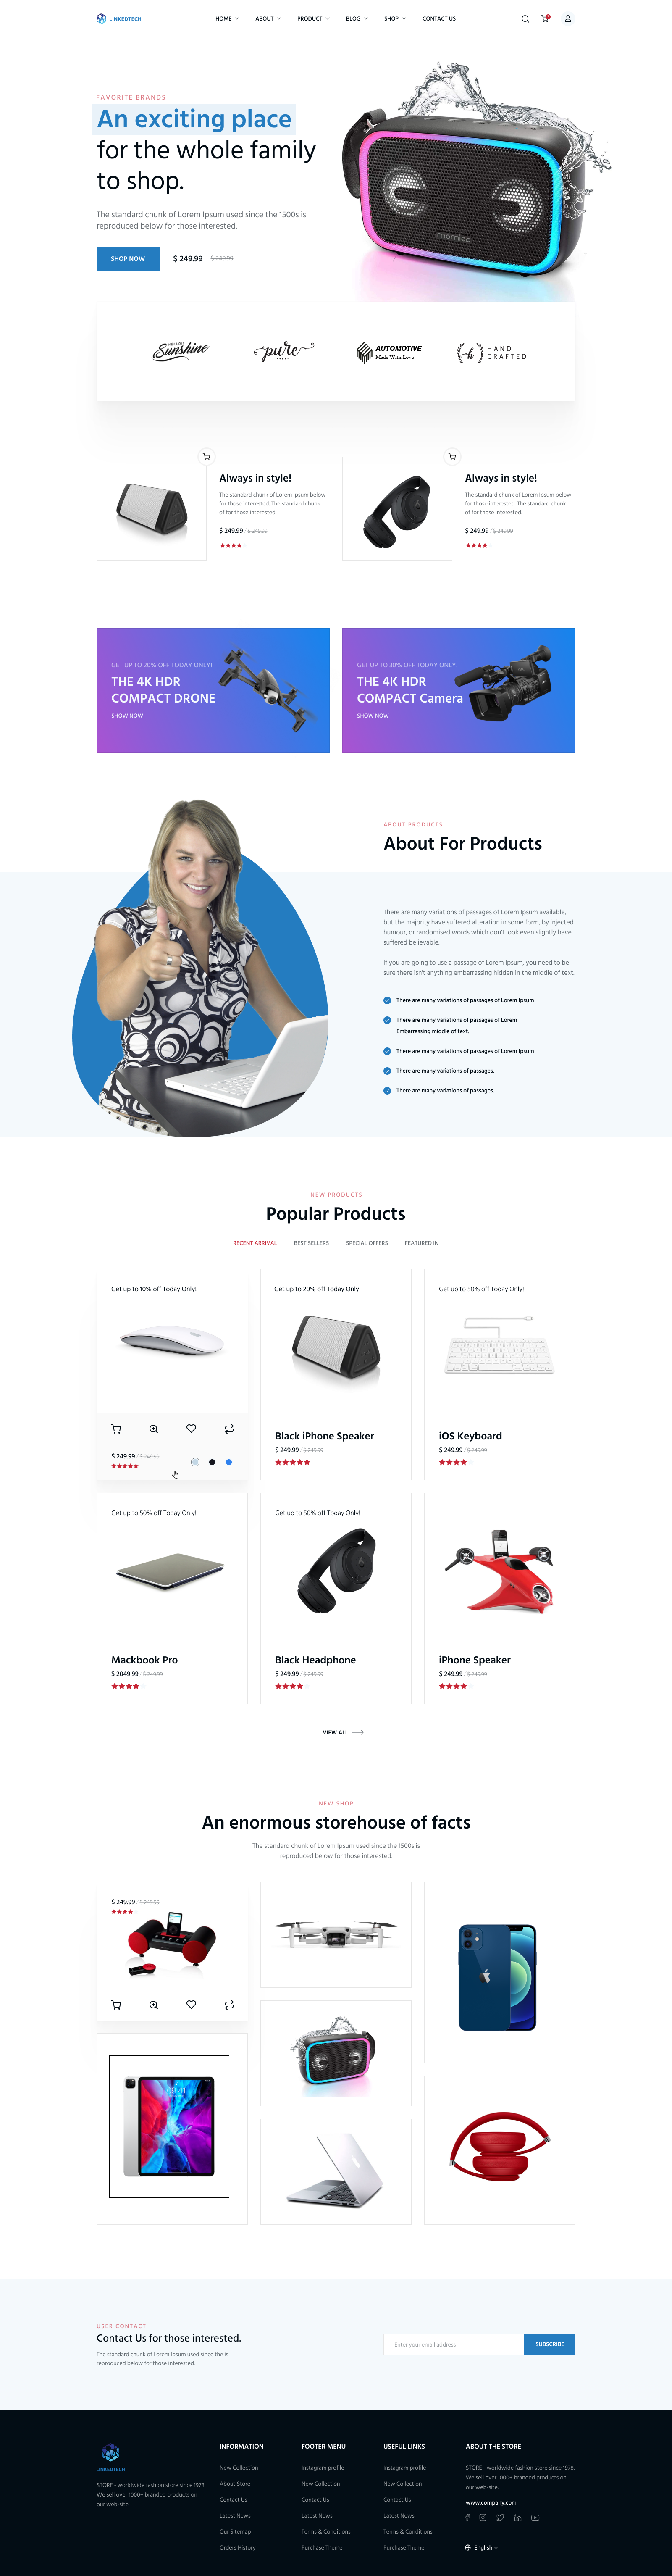 LINKEDTECH
HOME
ABOUT
PRODUCT
BLOG
SHOP
CONTACT US
FAVORITE BRANDS
An exciting place
for the whole family
to shop.
The standard chunk of Lorem Ipsum used since the 1500s is
reproduced below for those interested.
SHOP NOW
$ 249.99
$ 249.99
momiso
HELLO
Sunshine
pure
AUTOMOTIVE
Made With Love
HAND
CRAFTED
Always in style!
The standard chunk of Lorem Ipsum below
for those interested. The standard chunk
of for those interested.
$ 249.99 / $ 249.99
Always in style!
The standard chunk of Lorem Ipsum below
for those interested. The standard chunk
of for those interested.
$ 249.99 / $ 249.99
GET UP TO 20% OFF TODAY ONLY!
THE 4K HDR
COMPACT DRONE
SHOW NOW
GET UP TO 30% OFF TODAY ONLY!
THE 4K HDR
COMPACT Camera
SHOW NOW
ABOUT PRODUCTS
About For Products
There are many variations of passages of Lorem Ipsum available,
but the majority have suffered alteration in some form, by injected
humour, or randomised words which don't look even slightly have
suffered believable.
If you are going to use a passage of Lorem Ipsum, you need to be
sure there isn't anything embarrassing hidden in the middle of text.
There are many variations of passages of Lorem Ipsum
There are many variations of passages of Lorem
Embarrassing middle of text.
There are many variations of passages of Lorem Ipsum
There are many variations of passages.
There are many variations of passages.
NEW PRODUCTS
Popular Products
RECENT ARRIVAL
BEST SELLERS
SPECIAL OFFERS
FEATURED IN
Get up to 10% off Today Only!
$ 249.99 / $ 249.99
Get up to 20% off Today Only!
Black iPhone Speaker
$ 249.99 / $ 249.99
Get up to 50% off Today Only!
iOS Keyboard
$ 249.99 / $ 249.99
Get up to 50% off Today Only!
Mackbook Pro
$ 2049.99 / $ 249.99
Get up to 50% off Today Only!
Black Headphone
$ 249.99 / $ 249.99
iPhone Speaker
$ 249.99 / $ 249.99
VIEW ALL
NEW SHOP
An enormous storehouse of facts
The standard chunk of Lorem Ipsum used since the 1500s is
reproduced below for those interested.
$ 249.99 / $ 249.99
USER CONTACT
Contact Us for those interested.
The standard chunk of Lorem Ipsum used since the is
reproduced below for those interested.
Enter your email address
SUBSCRIBE
LINKEDTECH
STORE - worldwide fashion store since 1978.
We sell over 1000+ branded products on
our web-site.
INFORMATION
New Collection
About Store
Contact Us
Latest News
Our Sitemap
Orders History
FOOTER MENU
Instagram profile
New Collection
Contact Us
Latest News
Terms & Conditions
Purchase Theme
USEFUL LINKS
Instagram profile
New Collection
Contact Us
Latest News
Terms & Conditions
Purchase Theme
ABOUT THE STORE
STORE - worldwide fashion store since 1978.
We sell over 1000+ branded products on
our web-site.
www.company.com
English